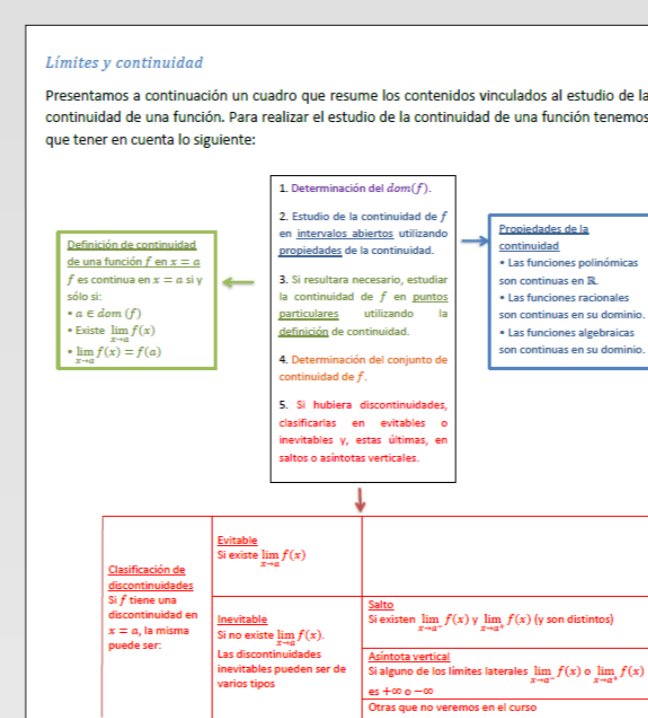 Límites y continuidad
Presentamos a continuación un cuadro que resume los contenidos vinculados al estudio de la
continuidad de una función. Para realizar el estudio de la continuidad de una función tenemos
que tener en cuenta lo siguiente:
1. Determinación del dom(f).
2. Estudio de la continuidad de f
en intervalos abiertos utilizando
propiedades de la continuidad.
3. Si resultara necesario, estudiar
la continuidad de f en puntos
particulares utilizando la
definición de continuidad.
4. Determinación del conjunto de
continuidad de f.
5. Si hubiera discontinuidades,
clasificarlas en evitables o
inevitables y, estas últimas, en
saltos o asíntotas verticales.
Definición de continuidad
de una función f en x = a
f es continua en x = a si y
sólo si:
• a ∈ dom (f)
• Existe lim x→a f(x)
• lim x→a f(x) = f(a)
Propiedades de la
continuidad
• Las funciones polinómicas
son continuas en ℝ.
• Las funciones racionales
son continuas en su dominio.
• Las funciones algebraicas
son continuas en su dominio.
Clasificación de
discontinuidades
Si f tiene una
discontinuidad en
x = a, la misma
puede ser:
Evitable
Si existe lim x→a f(x)
Inevitable
Si no existe lim x→a f(x).
Las discontinuidades
inevitables pueden ser de
varios tipos
Salto
Si existen lim x→a⁻ f(x) y lim x→a⁺ f(x) (y son distintos)
Asíntota vertical
Si alguno de los límites laterales lim x→a⁻ f(x) o lim x→a⁺ f(x)
es +∞ o −∞
Otras que no veremos en el curso